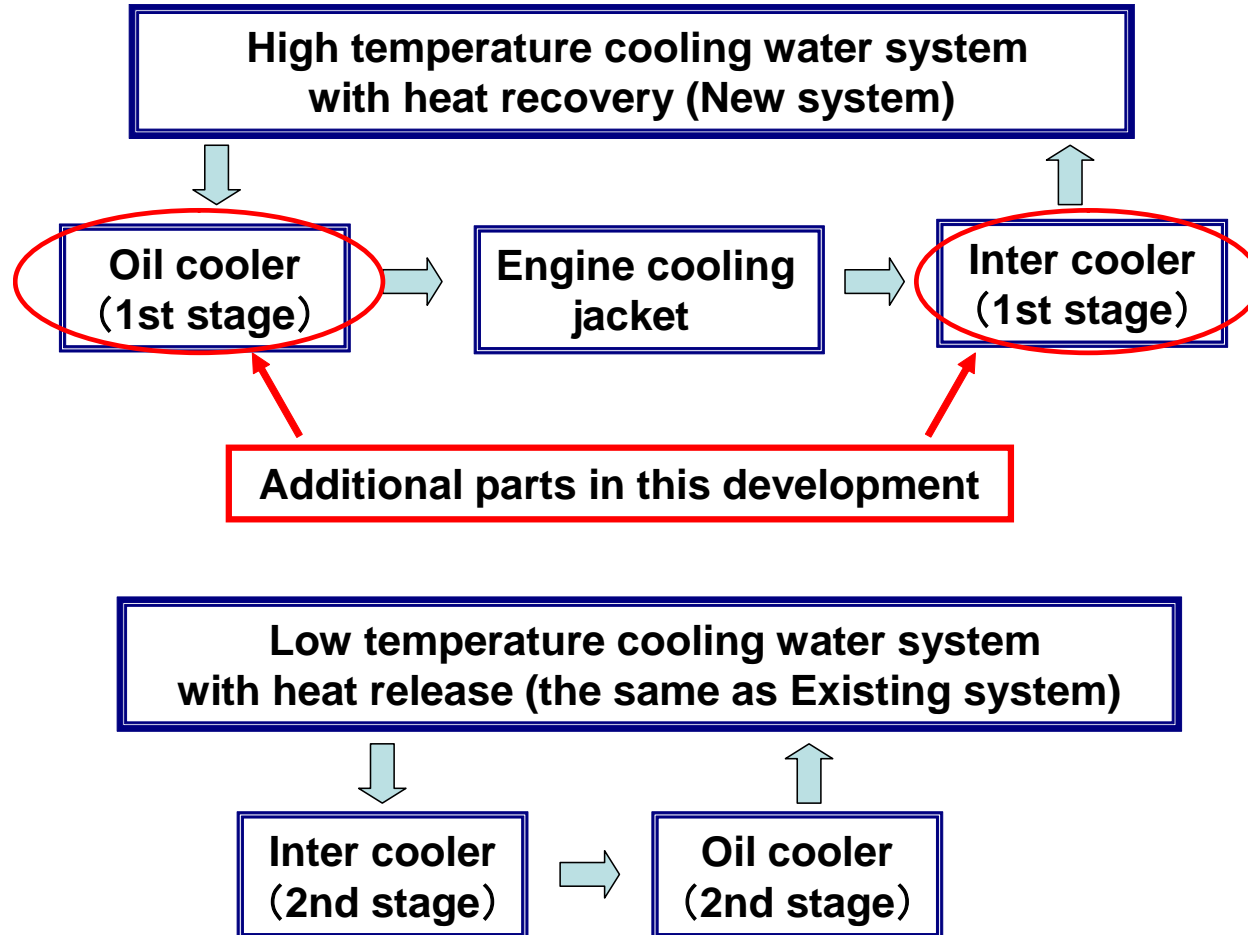 High temperature cooling water system
with heat recovery (New system)
Oil cooler
（1st stage）
Engine cooling
jacket
Inter cooler
（1st stage）
Additional parts in this development
Low temperature cooling water system
with heat release (the same as Existing system)
Inter cooler
（2nd stage）
Oil cooler
（2nd stage）